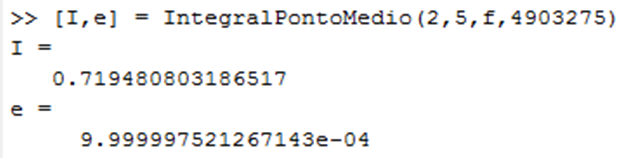 >> [I,e] = IntegralPontoMedio(2,5,f,4903275)
I =
0.719480803186517
e =
9.999997521267143e-04